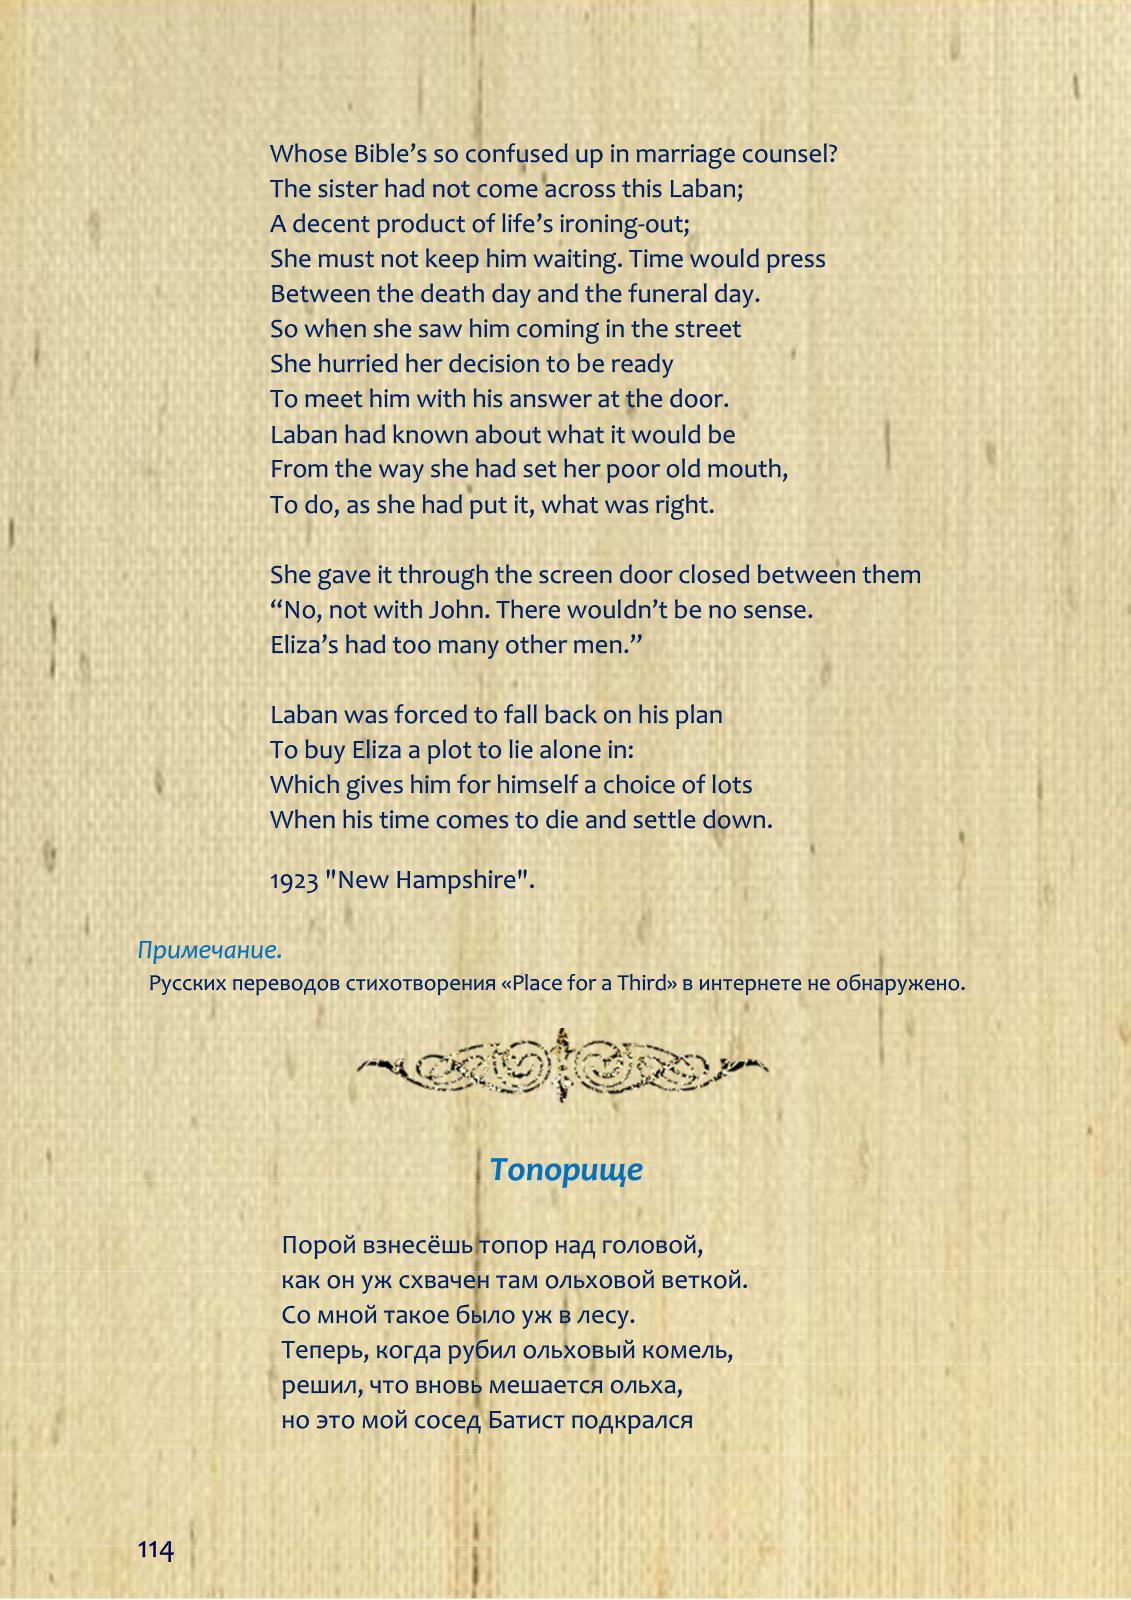 Whose Bible’s so confused up in marriage counsel?
The sister had not come across this Laban;
A decent product of life’s ironing-out;
She must not keep him waiting. Time would press
Between the death day and the funeral day.
So when she saw him coming in the street
She hurried her decision to be ready
To meet him with his answer at the door.
Laban had known about what it would be
From the way she had set her poor old mouth,
To do, as she had put it, what was right.
She gave it through the screen door closed between them
“No, not with John. There wouldn’t be no sense.
Eliza’s had too many other men.”
Laban was forced to fall back on his plan
To buy Eliza a plot to lie alone in:
Which gives him for himself a choice of lots
When his time comes to die and settle down.
1923 "New Hampshire".
Примечание.
Русских переводов стихотворения «Place for a Third» в интернете не обнаружено.
Топорище
Порой взнесёшь топор над головой,
как он уж схвачен там ольховой веткой.
Со мной такое было уж в лесу.
Теперь, когда рубил ольховый комель,
решил, что вновь мешается ольха,
но это мой сосед Батист подкрался
114